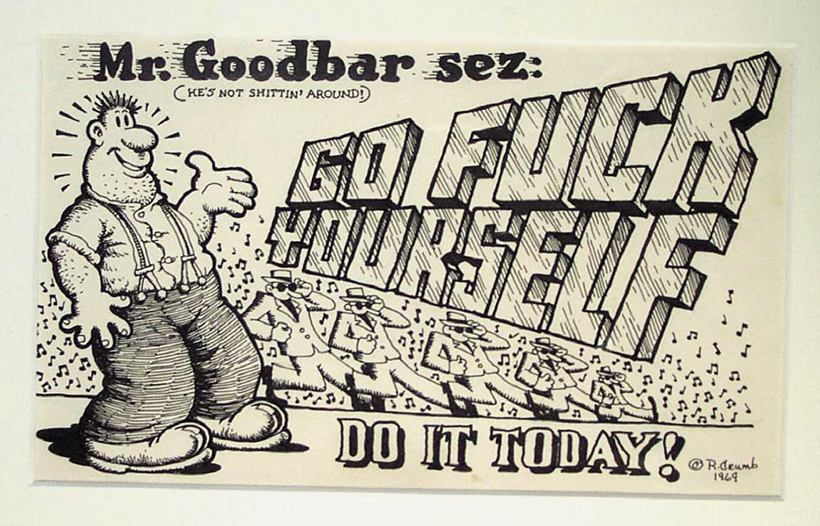 Mr. Goodbar sez:
(HE'S NOT SHITTIN' AROUND!)
GO FUCK
YOURSELF
DO IT TODAY!
© R. Crumb
1969